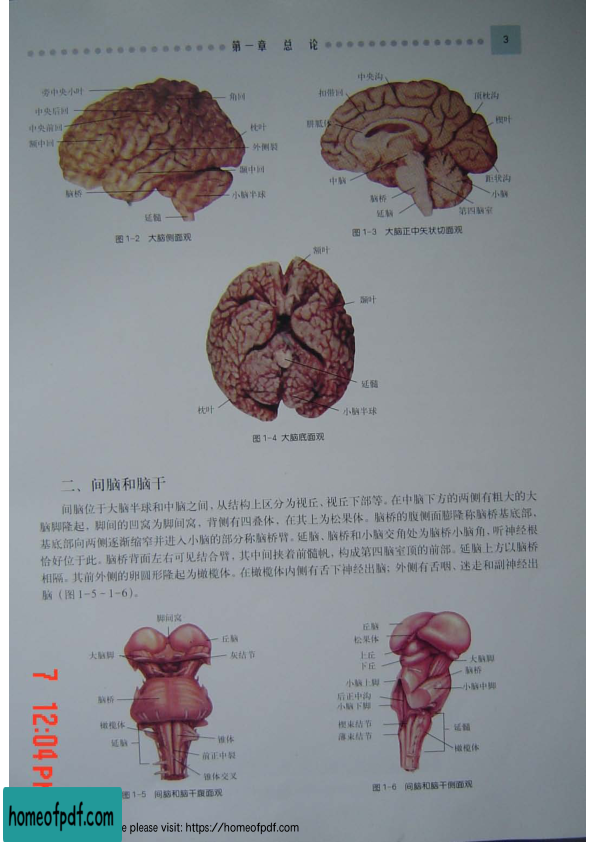 第一章 总 论
3
旁中央小叶
中央后回
中央前回
额中回
脑桥
角回
枕叶
外侧裂
颞中回
小脑半球
延髓
图1-2 大脑侧面观
中央沟
扣带回
胼胝体
中脑
脑桥
延脑
顶枕沟
楔叶
距状沟
小脑
第四脑室
图1-3 大脑正中矢状切面观
额叶
颞叶
延髓
枕叶
小脑半球
图1-4 大脑底面观
二、间脑和脑干
间脑位于大脑半球和中脑之间,从结构上区分为视丘、视丘下部等。在中脑下方的两侧有粗大的大
脑脚隆起、脚间的凹窝为脚间窝,背侧有四叠体,在其上为松果体。脑桥的腹侧面膨隆称脑桥基底部,
基底部向两侧逐渐缩窄并进入小脑的部分称脑桥臂。延脑、脑桥和小脑交角处为脑桥小脑角,听神经根
恰好位于此。脑桥背面左右可见结合臂,其中间挟着前髓帆,构成第四脑室顶的前部。延脑上方以脑桥
相隔。其前外侧的卵圆形隆起为橄榄体。在橄榄体内侧有舌下神经出脑;外侧有舌咽、迷走和副神经出
脑(图1-5-1-6)。
脚间窝
大脑脚
脑桥
橄榄体
延脑
丘脑
灰结节
锥体
前正中裂
锥体交叉
图1-5 间脑和脑干腹面观
丘脑
松果体
上丘
下丘
小脑上脚
后正中沟
小脑下脚
楔束结节
薄束结节
大脑脚
脑桥
小脑中脚
延髓
橄榄体
图1-6 间脑和脑干侧面观
7 12:04 P
homeofpdf.com
e please visit: https://homeofpdf.com